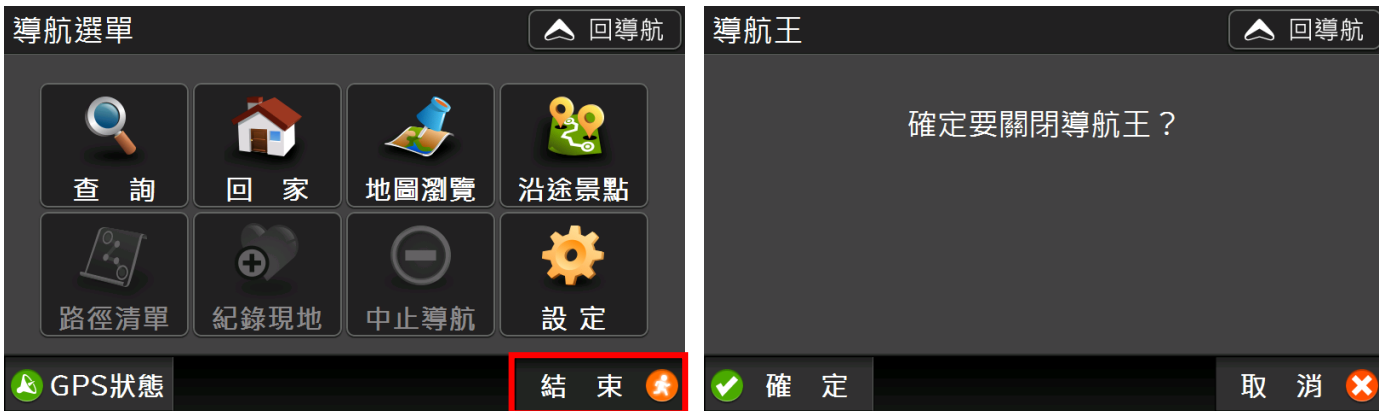 導航選單
回導航
查 詢
回 家
地圖瀏覽
沿途景點
路徑清單
紀錄現地
中止導航
設 定
GPS狀態
結 束
導航王
回導航
確定要關閉導航王？
確 定
取 消